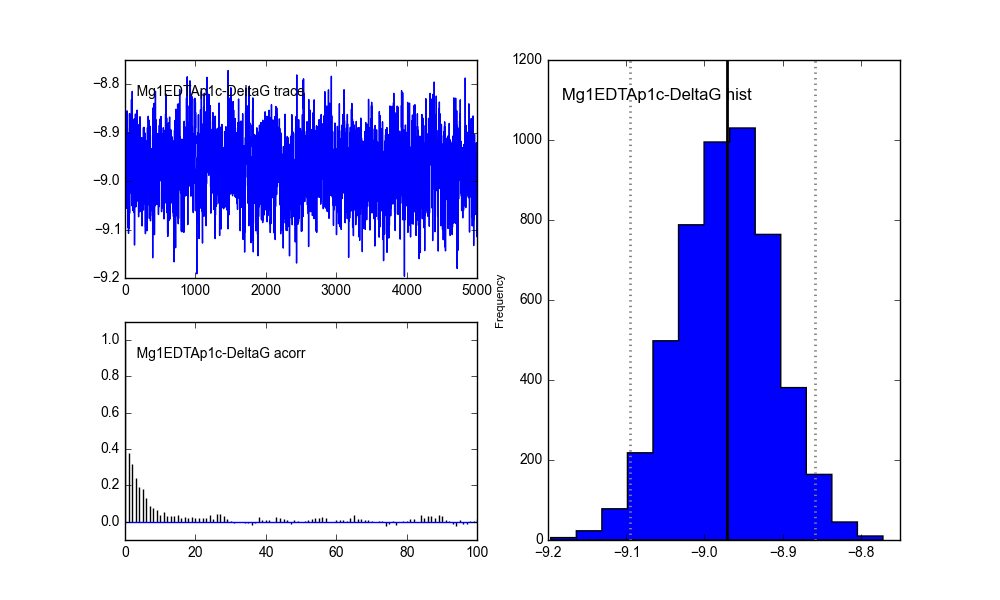 Mg1EDTAp1c-DeltaG trace
−8.8
−8.9
−9.0
−9.1
−9.2
0 1000 2000 3000 4000 5000
Mg1EDTAp1c-DeltaG acorr
1.0
0.8
0.6
0.4
0.2
0.0
0 20 40 60 80 100
Mg1EDTAp1c-DeltaG hist
Frequency
1200
1000
800
600
400
200
0
−9.2 −9.1 −9.0 −8.9 −8.8